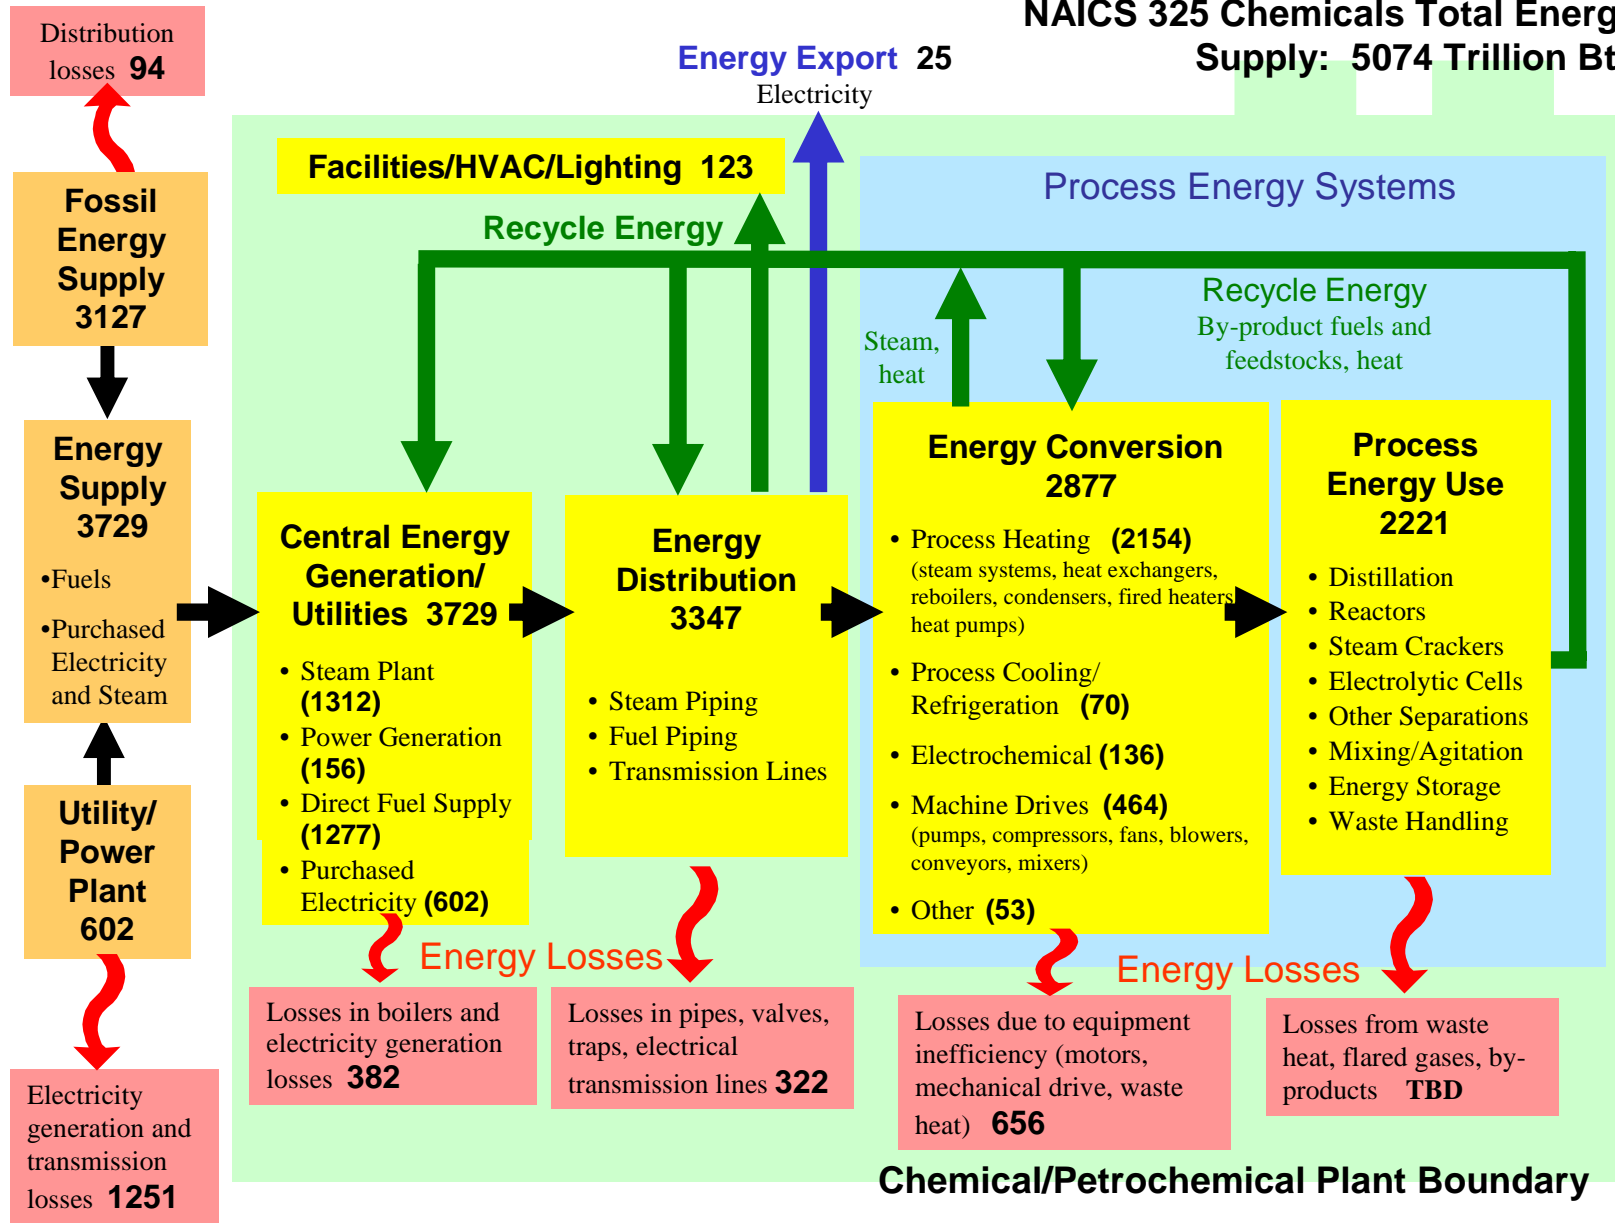 NAICS 325 Chemicals Total Energ
Supply: 5074 Trillion Bt
Distribution
losses 94
Energy Export 25
Electricity
Facilities/HVAC/Lighting 123
Process Energy Systems
Fossil
Energy
Supply
3127
Recycle Energy
Recycle Energy
By-product fuels and
feedstocks, heat
Steam,
heat
Energy
Supply
3729
•Fuels
•Purchased
Electricity
and Steam
Central Energy
Generation/
Utilities 3729
• Steam Plant
(1312)
• Power Generation
(156)
• Direct Fuel Supply
(1277)
• Purchased
Electricity (602)
Energy
Distribution
3347
• Steam Piping
• Fuel Piping
• Transmission Lines
Energy Conversion
2877
• Process Heating (2154)
(steam systems, heat exchangers,
reboilers, condensers, fired heaters,
heat pumps)
• Process Cooling/
Refrigeration (70)
• Electrochemical (136)
• Machine Drives (464)
(pumps, compressors, fans, blowers,
conveyors, mixers)
• Other (53)
Process
Energy Use
2221
• Distillation
• Reactors
• Steam Crackers
• Electrolytic Cells
• Other Separations
• Mixing/Agitation
• Energy Storage
• Waste Handling
Utility/
Power
Plant
602
Energy Losses
Energy Losses
Electricity
generation and
transmission
losses 1251
Losses in boilers and
electricity generation
losses 382
Losses in pipes, valves,
traps, electrical
transmission lines 322
Losses due to equipment
inefficiency (motors,
mechanical drive, waste
heat) 656
Losses from waste
heat, flared gases, by-
products TBD
Chemical/Petrochemical Plant Boundary